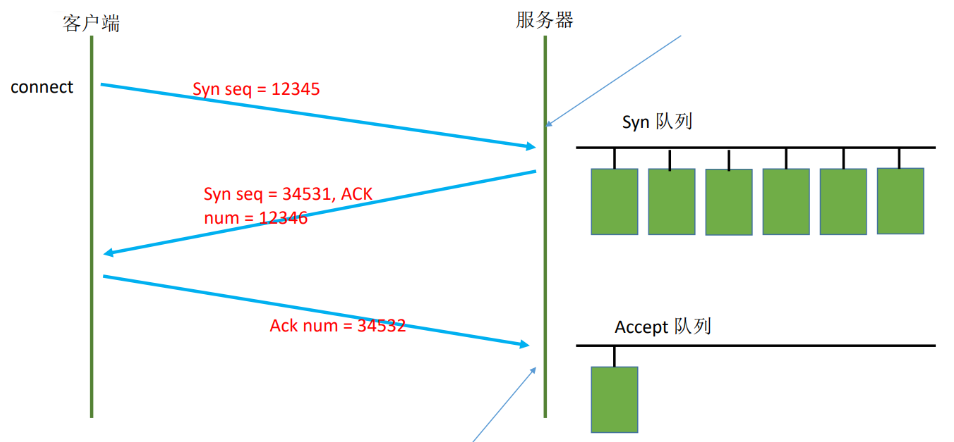 客户端
服务器
connect
Syn seq = 12345
Syn 队列
Syn seq = 34531, ACK
num = 12346
Ack num = 34532
Accept 队列